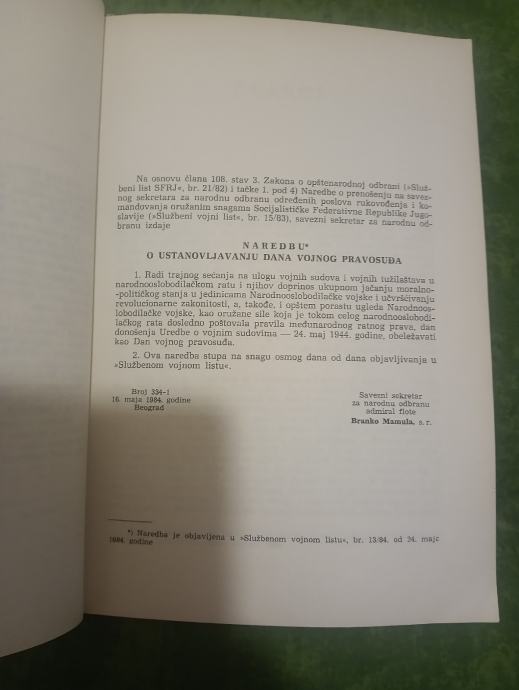 Na osnovu člana 108. stav 3. Zakona o opštenarodnoj odbrani (»Služ-
beni list SFRJ«, br. 21/82) i tačke 1. pod 4) Naredbe o prenošenju na savez-
nog sekretara za narodnu odbranu određenih poslova rukovođenja i ko-
mandovanja oružanim snagama Socijalističke Federativne Republike Jugo-
slavije (»Službeni vojni list«, br. 15/83), savezni sekretar za narodnu od-
branu izdaje
NAREDBU*
O USTANOVLJAVANJU DANA VOJNOG PRAVOSUĐA
1. Radi trajnog sećanja na ulogu vojnih sudova i vojnih tužilaštava u
narodnooslobodilačkom ratu i njihov doprinos ukupnom jačanju moralno-
-političkog stanja u jedinicama Narodnooslobodilačke vojske i učvršćivanju
revolucionarne zakonitosti, a, takođe, i opštem porastu ugleda Narodnoos-
lobodilačke vojske, kao oružane sile koja je tokom celog narodnooslobodi-
lačkog rata dosledno poštovala pravila međunarodnog ratnog prava, dan
donošenja Uredbe o vojnim sudovima — 24. maj 1944. godine, obeležavati
kao Dan vojnog pravosuđa.
2. Ova naredba stupa na snagu osmog dana od dana objavljivanja u
»Službenom vojnom listu«.
Broj 334-1
16. maja 1984. godine
Beograd
Savezni sekretar
za narodnu odbranu
admiral flote
Branko Mamula, s. r.
*) Naredba je objavljena u »Službenom vojnom listu«, br. 13/84. od 24. maja
1984. godine